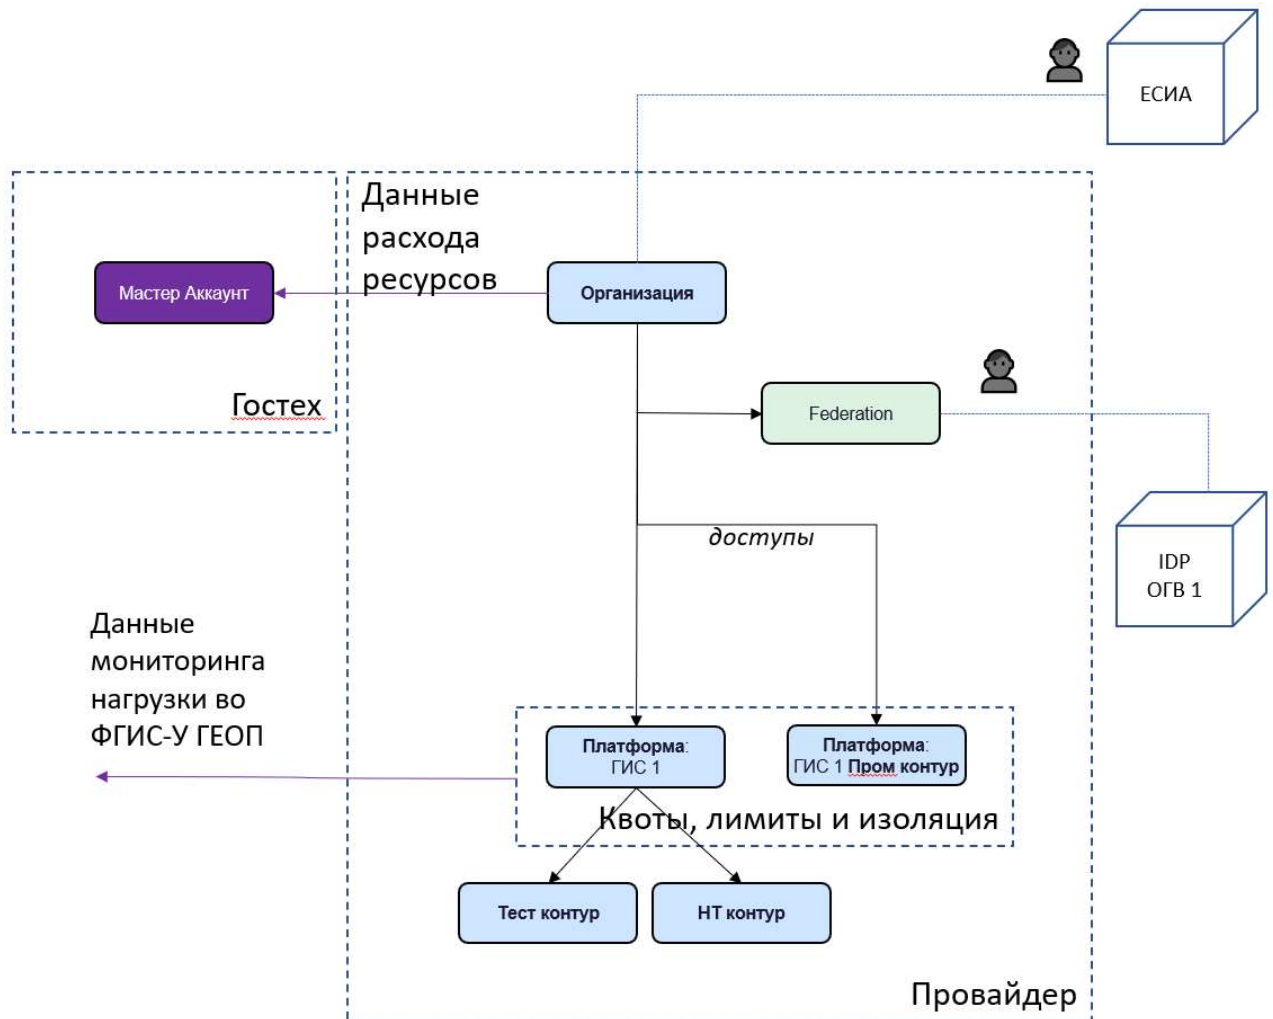 ЕСИА
Данные
расхода
ресурсов
Мастер Аккаунт
Организация
Гостех
Federation
доступы
IDP
ОГВ 1
Данные
мониторинга
нагрузки во
ФГИС-У ГЕОП
Платформа:
ГИС 1
Платформа:
ГИС 1 Пром контур
Квоты, лимиты и изоляция
Тест контур
НТ контур
Провайдер